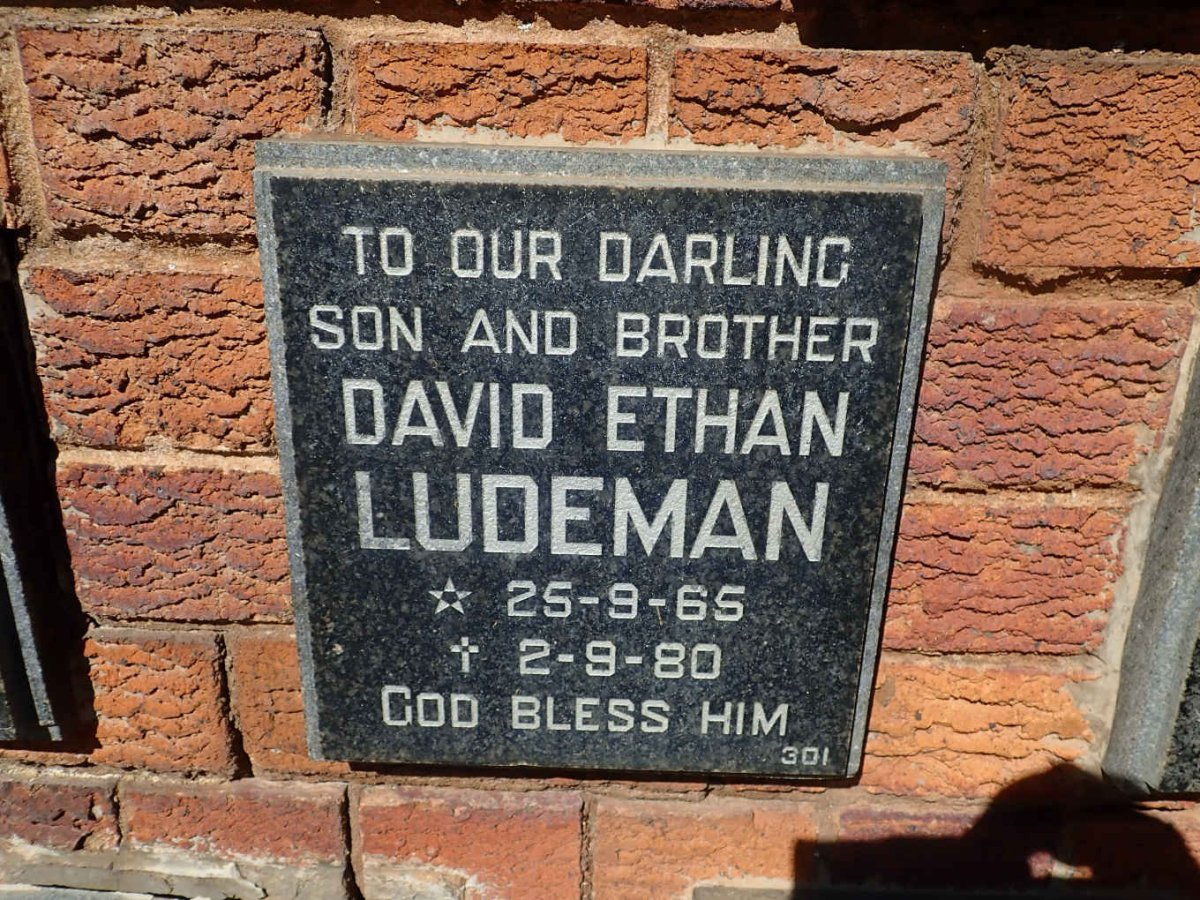 TO OUR DARLING
SON AND BROTHER
DAVID ETHAN
LUDEMAN
☆ 25-9-65
† 2-9-80
GOD BLESS HIM
301